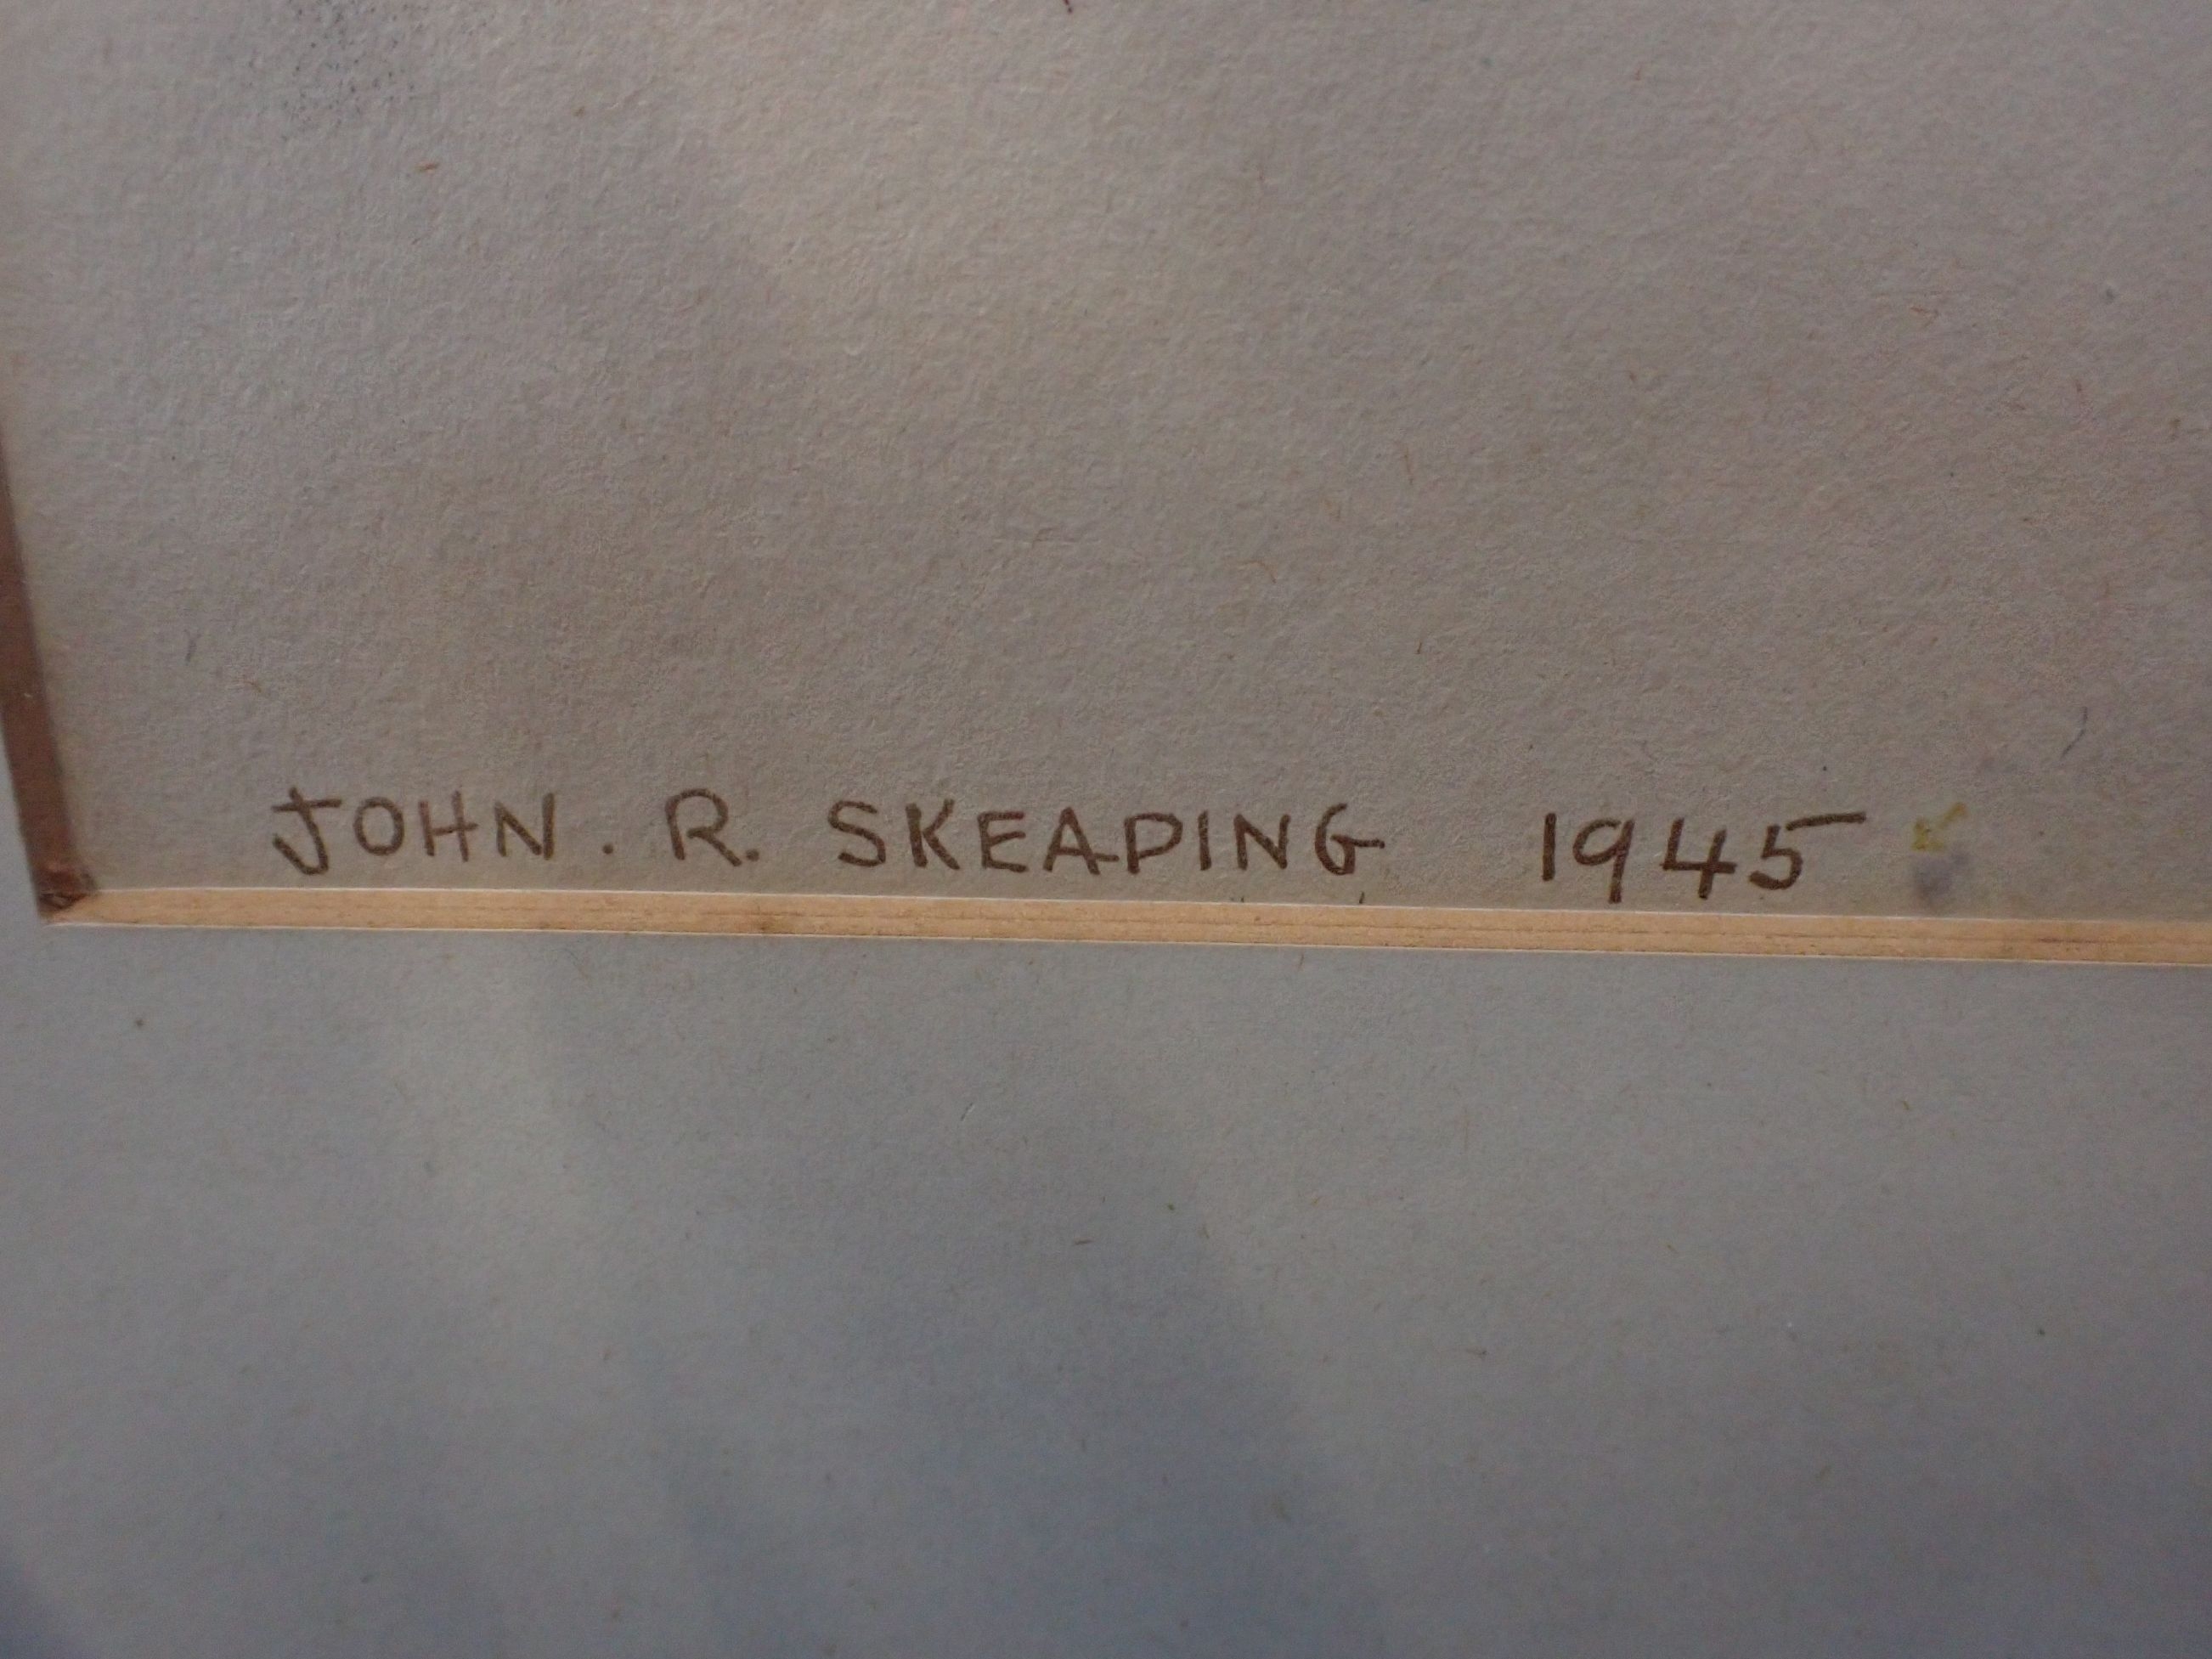 JOHN. R. SKEAPING 1945